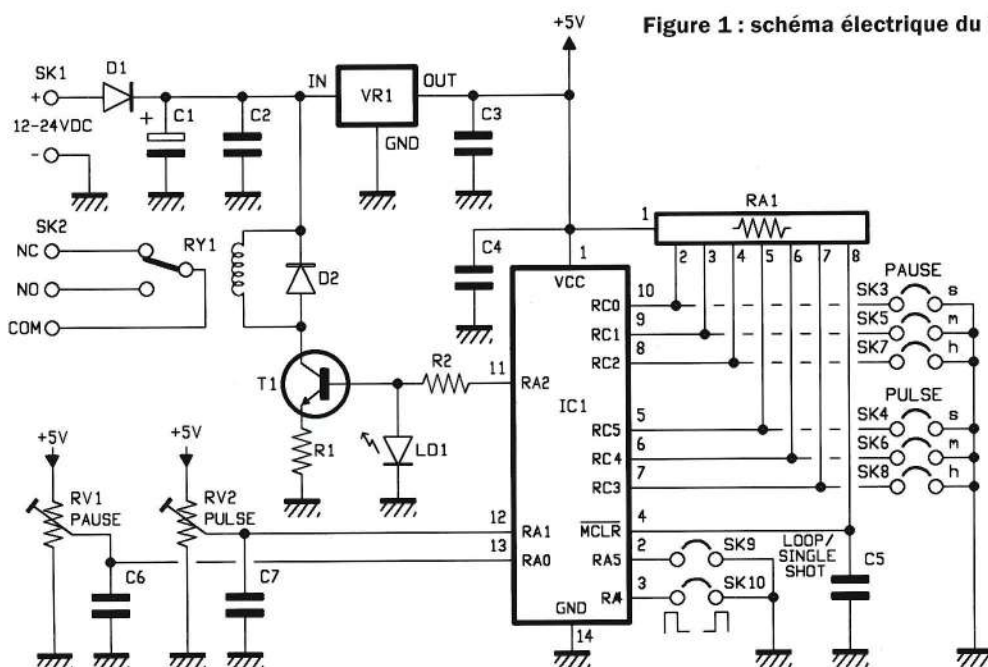 Figure 1 : schéma électrique du
+5V
SK1
D1
IN
VR1
OUT
+
+
C1
C2
C3
12-24VDC
GND
-
SK2
NC
RY1
D2
NO
COM
C4
1
RA1
1
2
3
4
5
6
7
8
VCC
PAUSE
10
RC0
SK3
s
9
RC1
SK5
m
8
RC2
SK7
h
T1
R2
11
RA2
IC1
PULSE
5
RC5
SK4
s
R1
LD1
6
RC4
SK6
m
7
RC3
SK8
h
+5V
+5V
RV1
PAUSE
RV2
PULSE
12
RA1
13
RA0
4
MCLR
LOOP/
SINGLE
SHOT
2
RA5
SK9
3
RA4
SK10
C6
C7
C5
GND
14